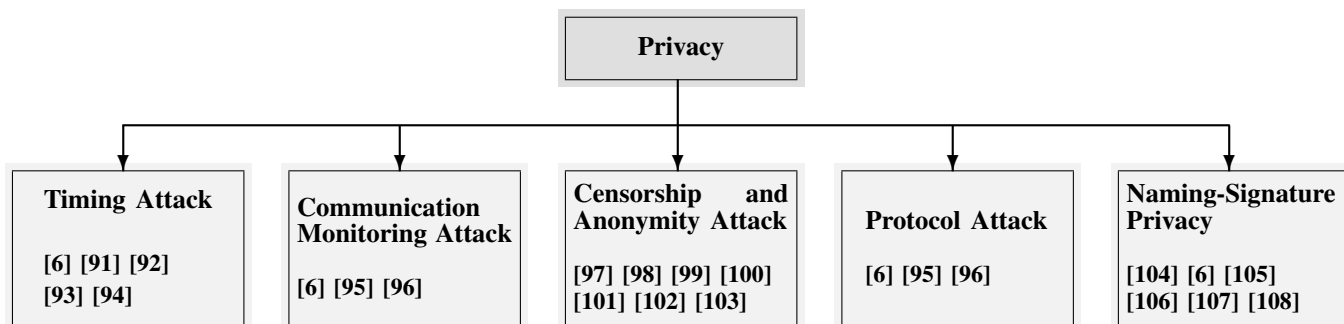 Privacy
Timing Attack
[6] [91] [92]
[93] [94]
Communication
Monitoring Attack
[6] [95] [96]
Censorship and
Anonymity Attack
[97] [98] [99] [100]
[101] [102] [103]
Protocol Attack
[6] [95] [96]
Naming-Signature
Privacy
[104] [6] [105]
[106] [107] [108]